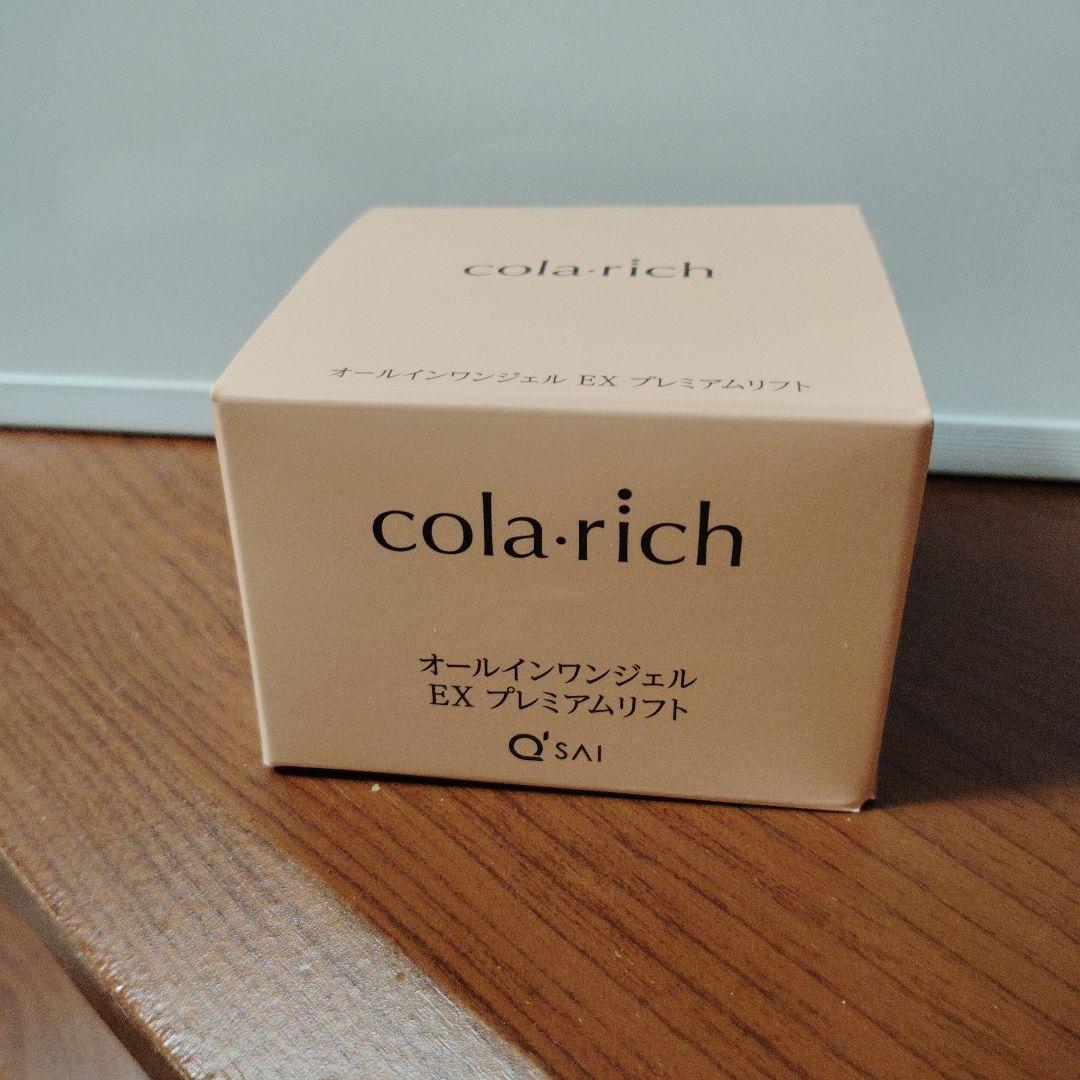 cola·rich
オールインワンジェル EX プレミアムリフト
cola·rich
オールインワンジェル
EX プレミアムリフト
Q'SAI